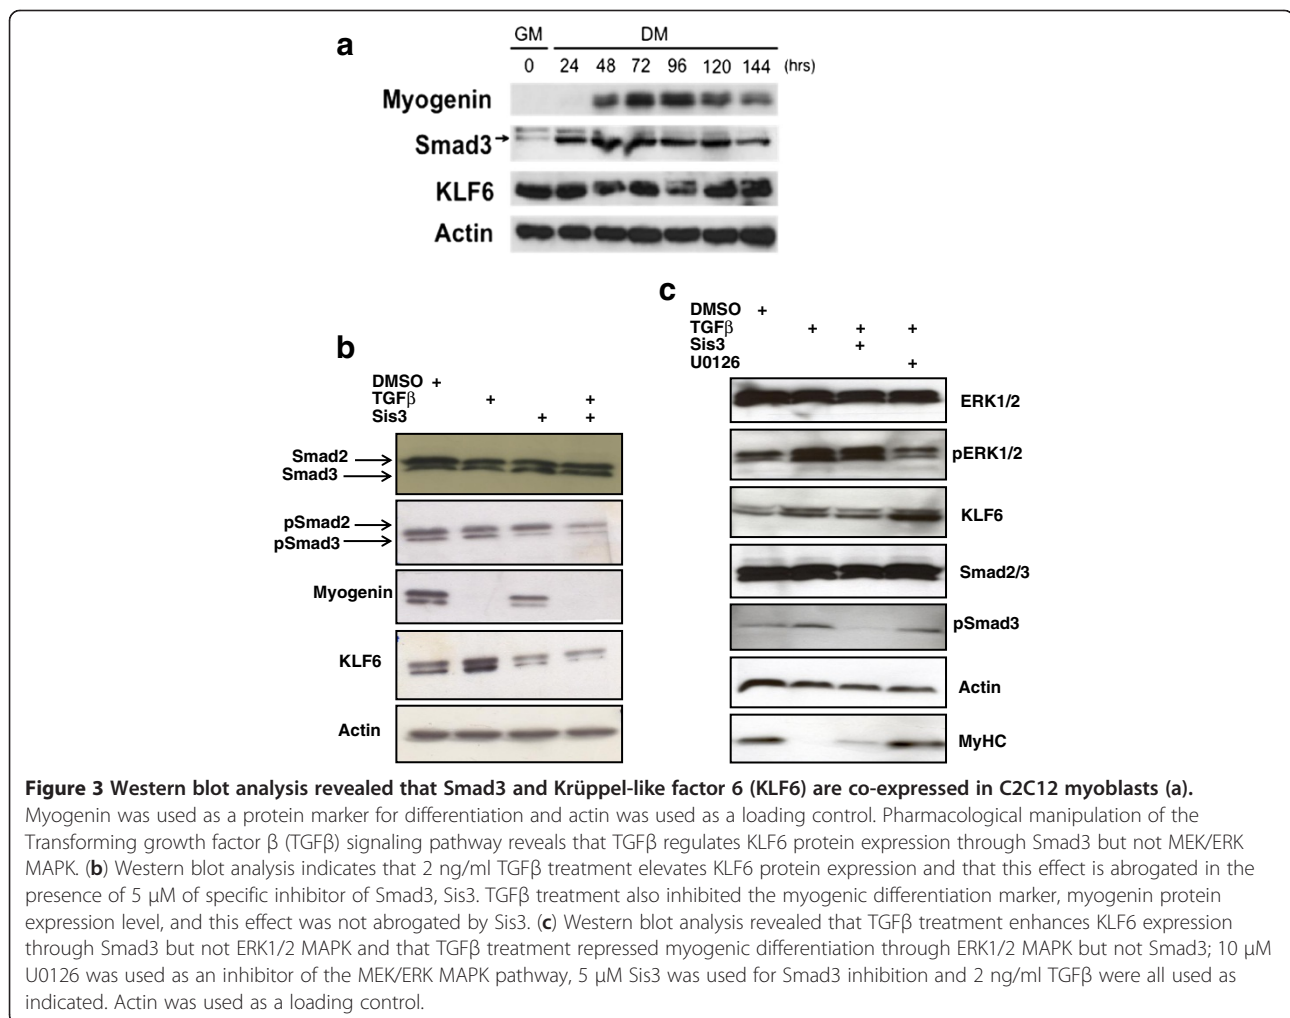 a
GM DM
0 24 48 72 96 120 144 (hrs)
Myogenin
Smad3
KLF6
Actin
b
DMSO +
TGFβ + +
Sis3 + +
Smad2
Smad3
pSmad2
pSmad3
Myogenin
KLF6
Actin
c
DMSO +
TGFβ + + +
Sis3 +
U0126 +
ERK1/2
pERK1/2
KLF6
Smad2/3
pSmad3
Actin
MyHC
Figure 3 Western blot analysis revealed that Smad3 and Krüppel-like factor 6 (KLF6) are co-expressed in C2C12 myoblasts (a).
Myogenin was used as a protein marker for differentiation and actin was used as a loading control. Pharmacological manipulation of the
Transforming growth factor β (TGFβ) signaling pathway reveals that TGFβ regulates KLF6 protein expression through Smad3 but not MEK/ERK
MAPK. (b) Western blot analysis indicates that 2 ng/ml TGFβ treatment elevates KLF6 protein expression and that this effect is abrogated in the
presence of 5 μM of specific inhibitor of Smad3, Sis3. TGFβ treatment also inhibited the myogenic differentiation marker, myogenin protein
expression level, and this effect was not abrogated by Sis3. (c) Western blot analysis revealed that TGFβ treatment enhances KLF6 expression
through Smad3 but not ERK1/2 MAPK and that TGFβ treatment repressed myogenic differentiation through ERK1/2 MAPK but not Smad3; 10 μM
U0126 was used as an inhibitor of the MEK/ERK MAPK pathway, 5 μM Sis3 was used for Smad3 inhibition and 2 ng/ml TGFβ were all used as
indicated. Actin was used as a loading control.